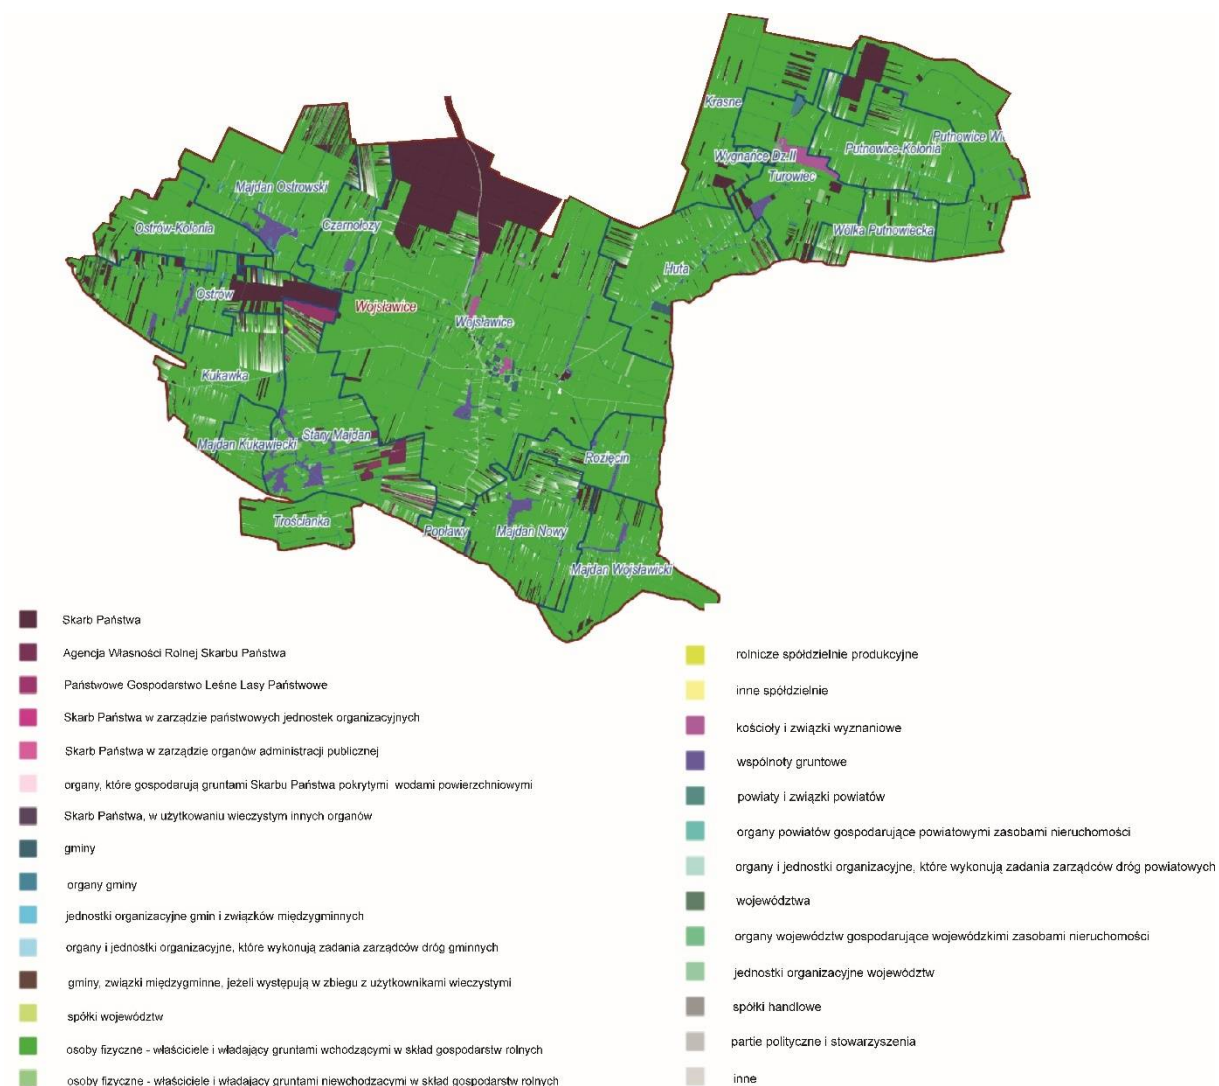 Krasne
Putnowice Wi
Putnowice-Kolonia
Wygnańce Dz.II
Turowiec
Majdan Ostrowski
Ostrów-Kolonia
Czarnołozy
Wólka Putnowiecka
Huta
Ostrów
Wojsławice
Wojsławice
Kukawka
Stary Majdan
Majdan Kukawiecki
Rozięcin
Trościanka
Popławy
Majdan Nowy
Majdan Wojsławicki
Skarb Państwa
Agencja Własności Rolnej Skarbu Państwa
Państwowe Gospodarstwo Leśne Lasy Państwowe
Skarb Państwa w zarządzie państwowych jednostek organizacyjnych
Skarb Państwa w zarządzie organów administracji publicznej
organy, które gospodarują gruntami Skarbu Państwa pokrytymi wodami powierzchniowymi
Skarb Państwa, w użytkowaniu wieczystym innych organów
gminy
organy gminy
jednostki organizacyjne gmin i związków międzygminnych
organy i jednostki organizacyjne, które wykonują zadania zarządców dróg gminnych
gminy, związki międzygminne, jeżeli występują w zbiegu z użytkownikami wieczystymi
spółki województw
osoby fizyczne - właściciele i władający gruntami wchodzącymi w skład gospodarstw rolnych
osoby fizyczne - właściciele i władający gruntami niewchodzącymi w skład gospodarstw rolnych
rolnicze spółdzielnie produkcyjne
inne spółdzielnie
kościoły i związki wyznaniowe
wspólnoty gruntowe
powiaty i związki powiatów
organy powiatów gospodarujące powiatowymi zasobami nieruchomości
organy i jednostki organizacyjne, które wykonują zadania zarządców dróg powiatowych
województwa
organy województw gospodarujące wojewódzkimi zasobami nieruchomości
jednostki organizacyjne województw
spółki handlowe
partie polityczne i stowarzyszenia
inne